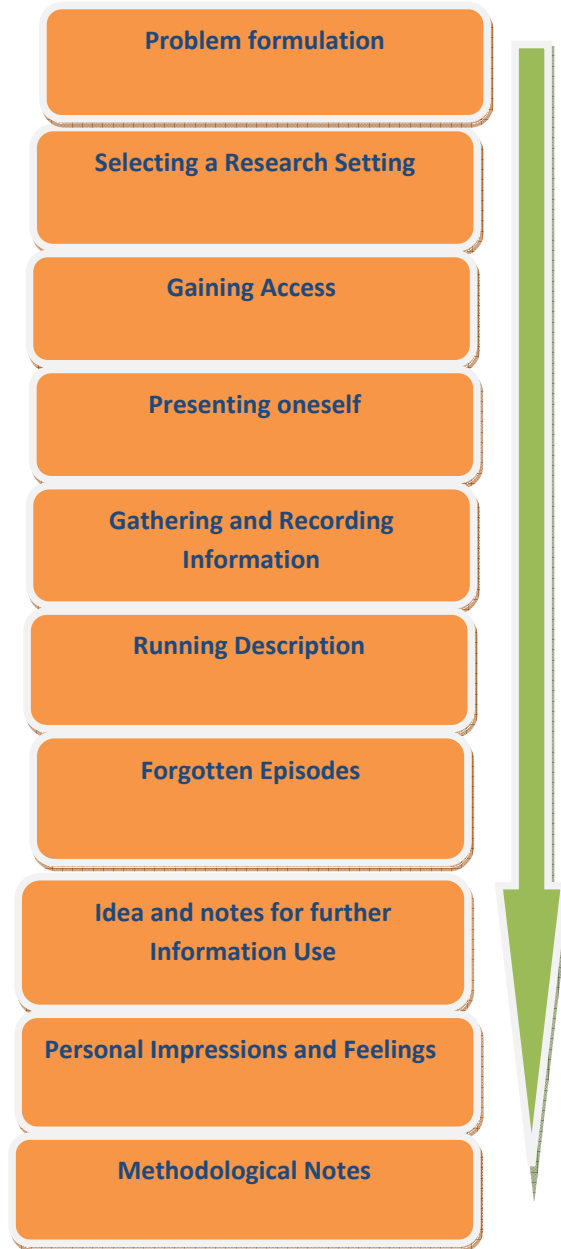 Problem formulation
Selecting a Research Setting
Gaining Access
Presenting oneself
Gathering and Recording
Information
Running Description
Forgotten Episodes
Idea and notes for further
Information Use
Personal Impressions and Feelings
Methodological Notes